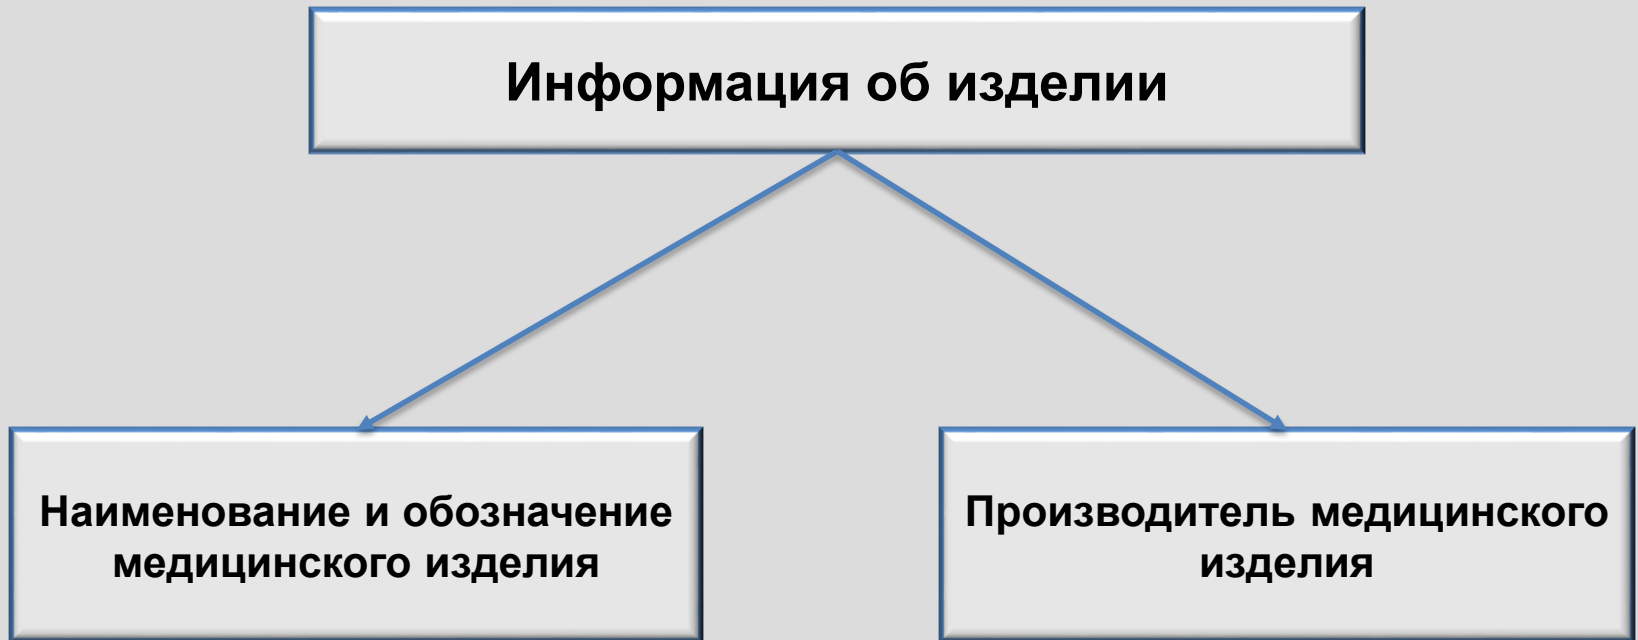 Информация об изделии
Наименование и обозначение
медицинского изделия
Производитель медицинского
изделия